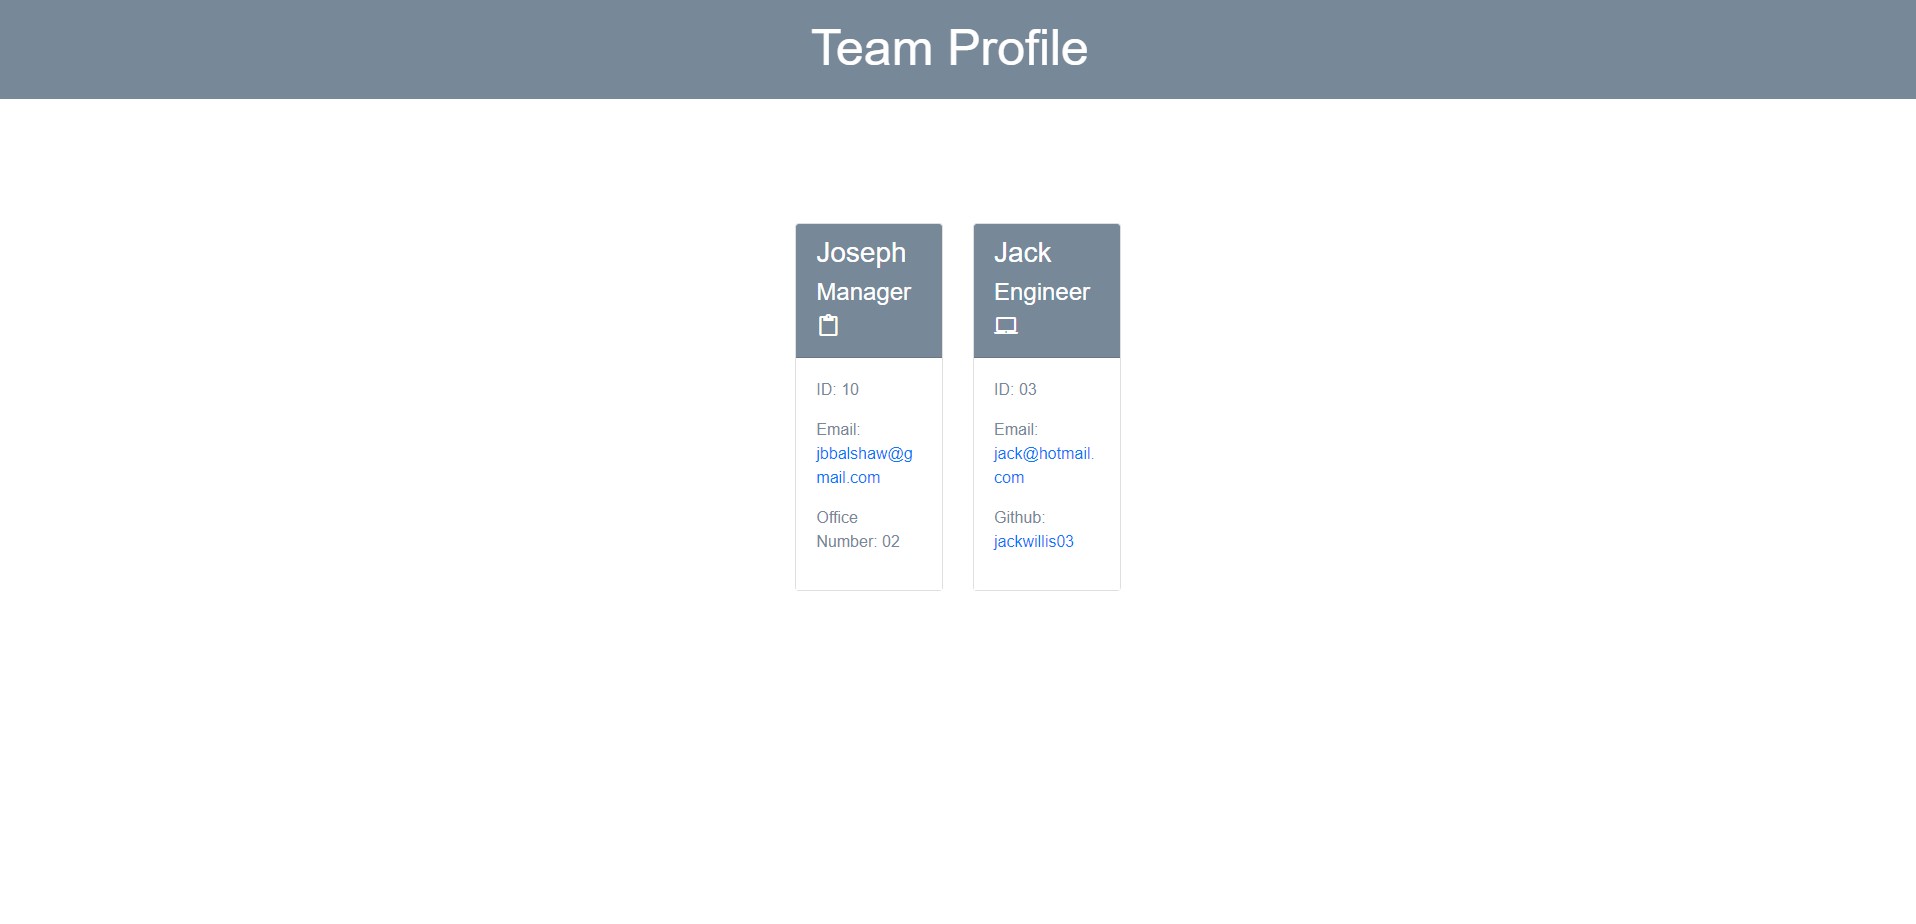 Team Profile
Joseph
Manager
ID: 10
Email:
jbbalshaw@g
mail.com
Office
Number: 02
Jack
Engineer
ID: 03
Email:
jack@hotmail.
com
Github:
jackwillis03